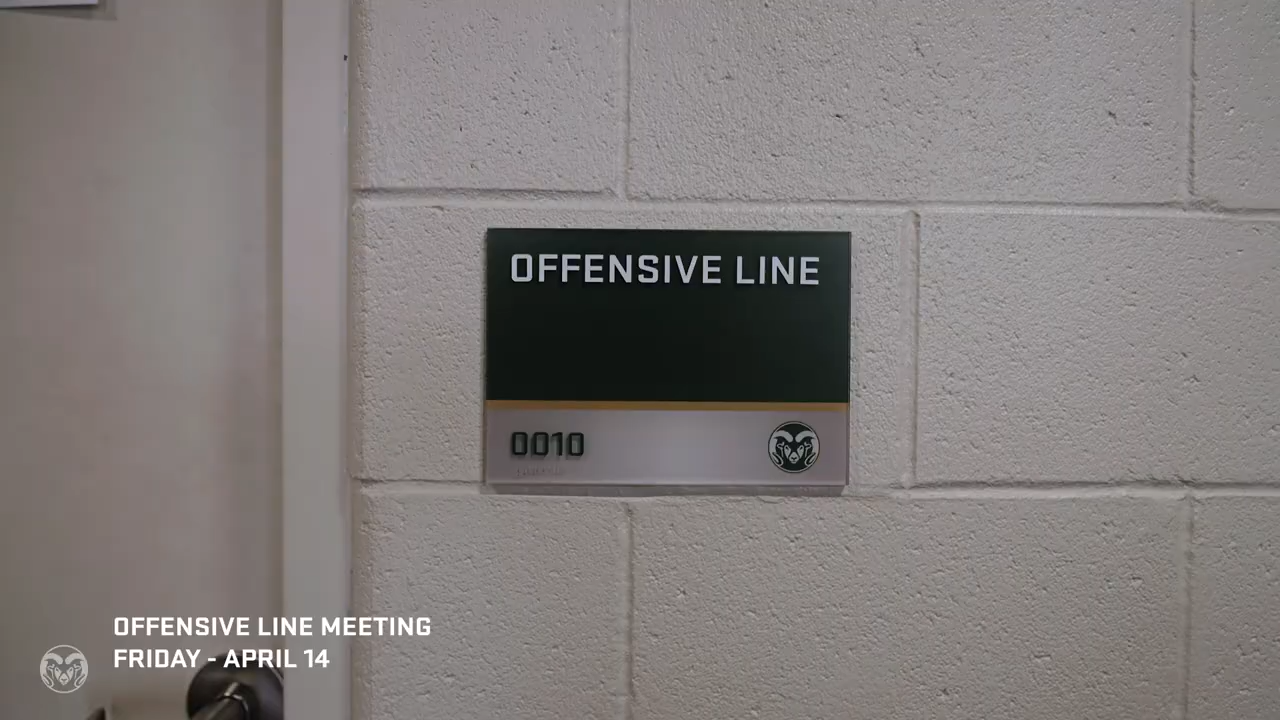 OFFENSIVE LINE
0010
OFFENSIVE LINE MEETING
FRIDAY - APRIL 14